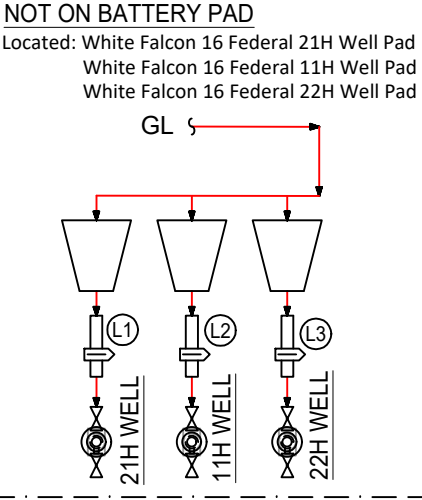 NOT ON BATTERY PAD
Located: White Falcon 16 Federal 21H Well Pad
White Falcon 16 Federal 11H Well Pad
White Falcon 16 Federal 22H Well Pad
GL
L1
L2
L3
21H WELL
11H WELL
22H WELL